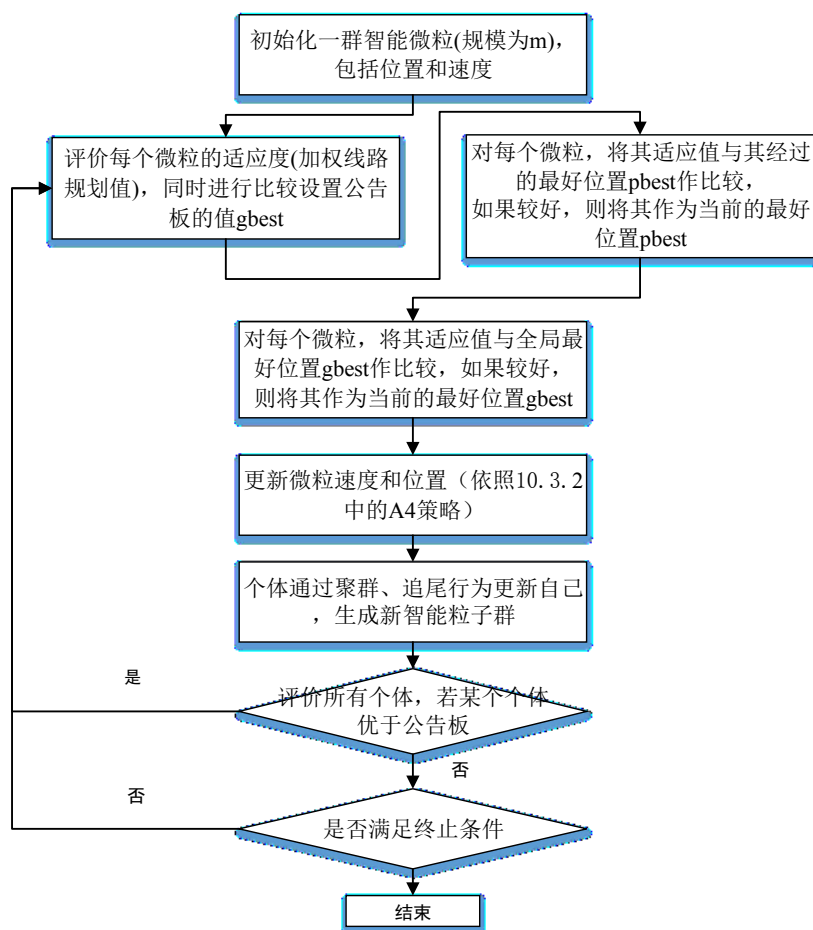 初始化一群智能微粒(规模为m)，
包括位置和速度
评价每个微粒的适应度(加权线路
规划值)，同时进行比较设置公告
板的值gbest
对每个微粒，将其适应值与其经过
的最好位置pbest作比较，
如果较好，则将其作为当前的最好
位置pbest
对每个微粒，将其适应值与全局最
好位置gbest作比较，如果较好，
则将其作为当前的最好位置gbest
更新微粒速度和位置（依照10.3.2
中的A4策略）
个体通过聚群、追尾行为更新自己
，生成新智能粒子群
是
评价所有个体，若某个个体
优于公告板
否
否
是否满足终止条件
结束